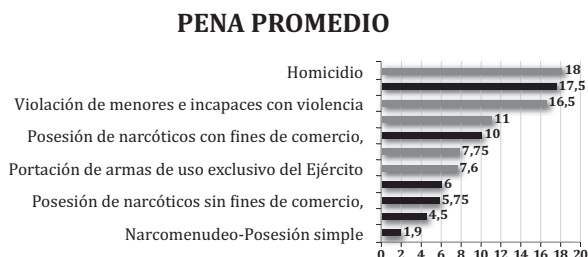 PENA PROMEDIO
Homicidio
18
17,5
Violación de menores e incapaces con violencia
16,5
11
Posesión de narcóticos con fines de comercio,
10
7,75
Portación de armas de uso exclusivo del Ejército
7,6
6
Posesión de narcóticos sin fines de comercio,
5,75
4,5
Narcomenudeo-Posesión simple
1,9
0 2 4 6 8 10 12 14 16 18 20